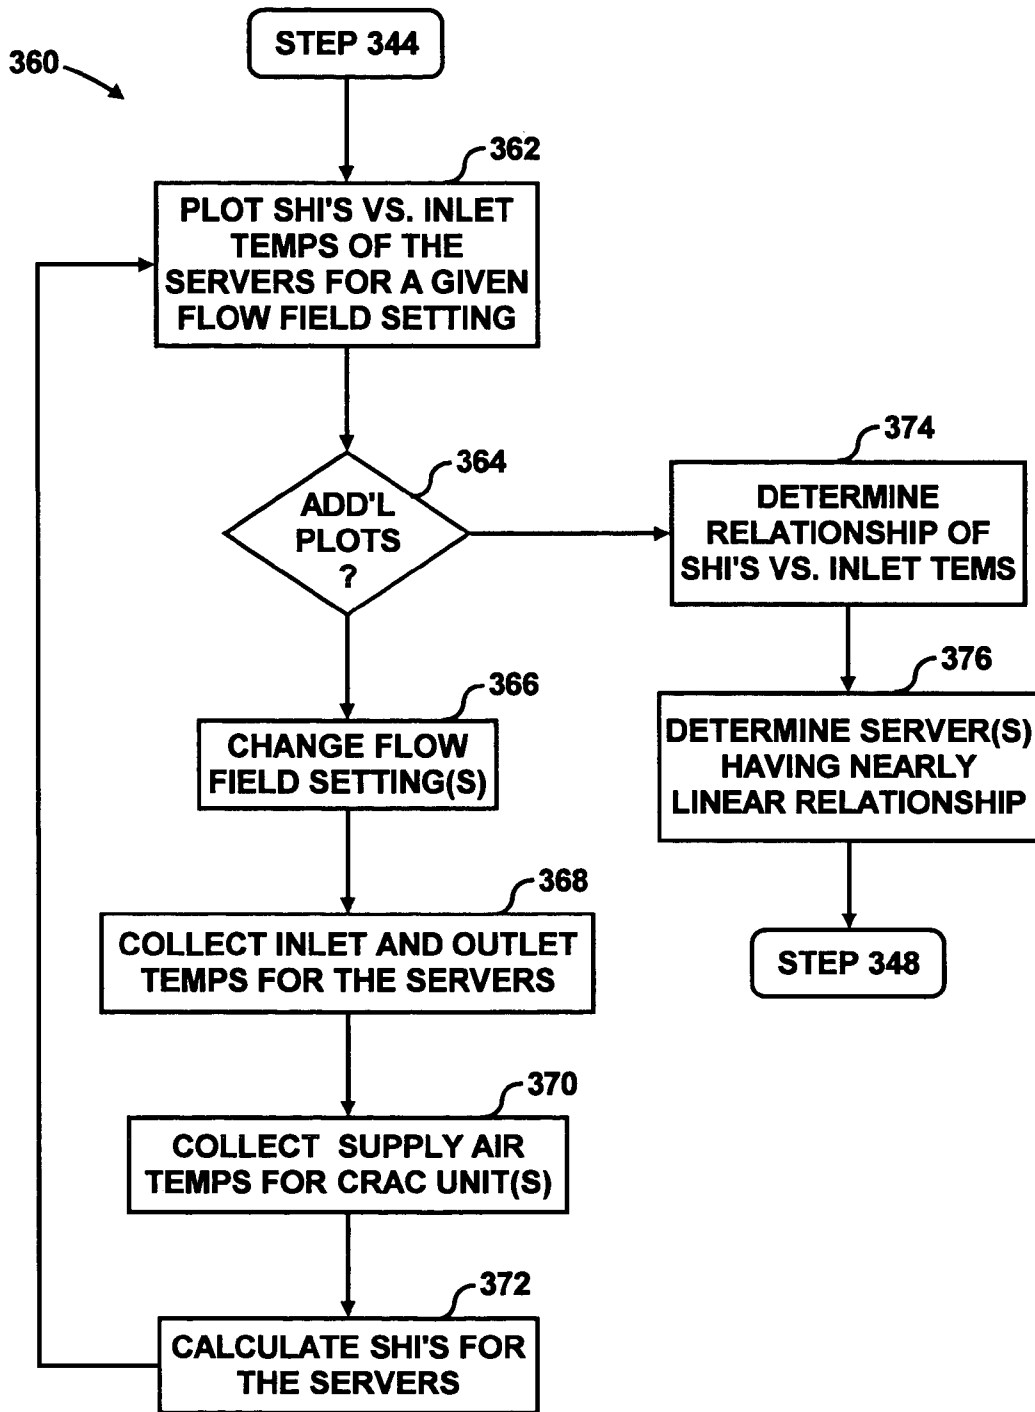 STEP 344
360
362
PLOT SHI'S VS. INLET
TEMPS OF THE
SERVERS FOR A GIVEN
FLOW FIELD SETTING
364
ADD'L
PLOTS
?
366
CHANGE FLOW
FIELD SETTING(S)
368
COLLECT INLET AND OUTLET
TEMPS FOR THE SERVERS
370
COLLECT SUPPLY AIR
TEMPS FOR CRAC UNIT(S)
372
CALCULATE SHI'S FOR
THE SERVERS
374
DETERMINE
RELATIONSHIP OF
SHI'S VS. INLET TEMS
376
DETERMINE SERVER(S)
HAVING NEARLY
LINEAR RELATIONSHIP
STEP 348